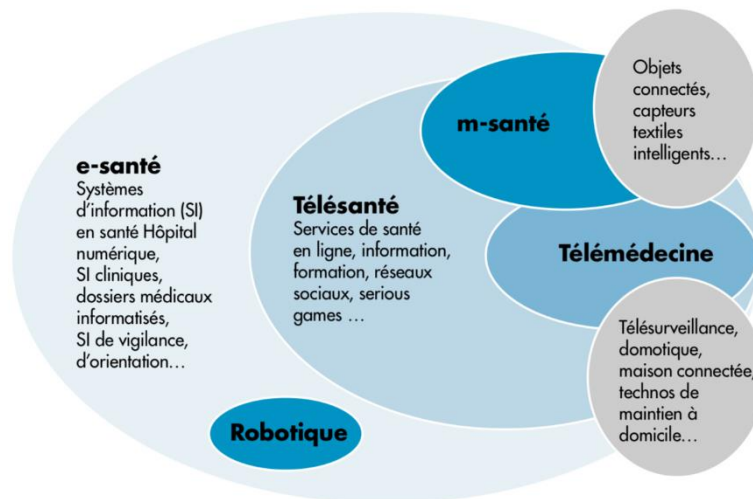 e-santé
Systèmes
d'information (SI)
en santé Hôpital
numérique,
SI cliniques,
dossiers médicaux
informatisés,
SI de vigilance,
d'orientation…
Télésanté
Services de santé
en ligne, information,
formation, réseaux
sociaux, serious
games …
m-santé
Objets
connectés,
capteurs
textiles
intelligents…
Télémédecine
Télésurveillance,
domotique,
maison connectée,
technos de
maintien à
domicile…
Robotique